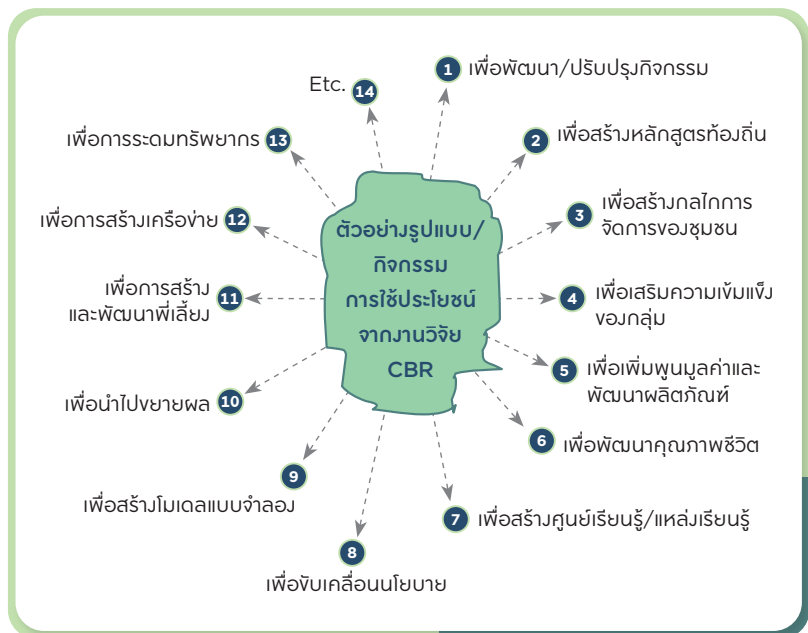 ตัวอย่างรูปแบบ/
กิจกรรม
การใช้ประโยชน์
จากงานวิจัย
CBR
1 เพื่อพัฒนา/ปรับปรุงกิจกรรม
2 เพื่อสร้างหลักสูตรท้องถิ่น
3 เพื่อสร้างกลไกการ
จัดการของชุมชน
4 เพื่อเสริมความเข้มแข็ง
ของกลุ่ม
5 เพื่อเพิ่มพูนมูลค่าและ
พัฒนาผลิตภัณฑ์
6 เพื่อพัฒนาคุณภาพชีวิต
7 เพื่อสร้างศูนย์เรียนรู้/แหล่งเรียนรู้
8
เพื่อขับเคลื่อนนโยบาย
9
เพื่อสร้างโมเดลแบบจำลอง
เพื่อนำไปขยายผล 10
เพื่อการสร้าง 11
และพัฒนาพี่เลี้ยง
เพื่อการสร้างเครือข่าย 12
เพื่อการระดมทรัพยากร 13
Etc. 14